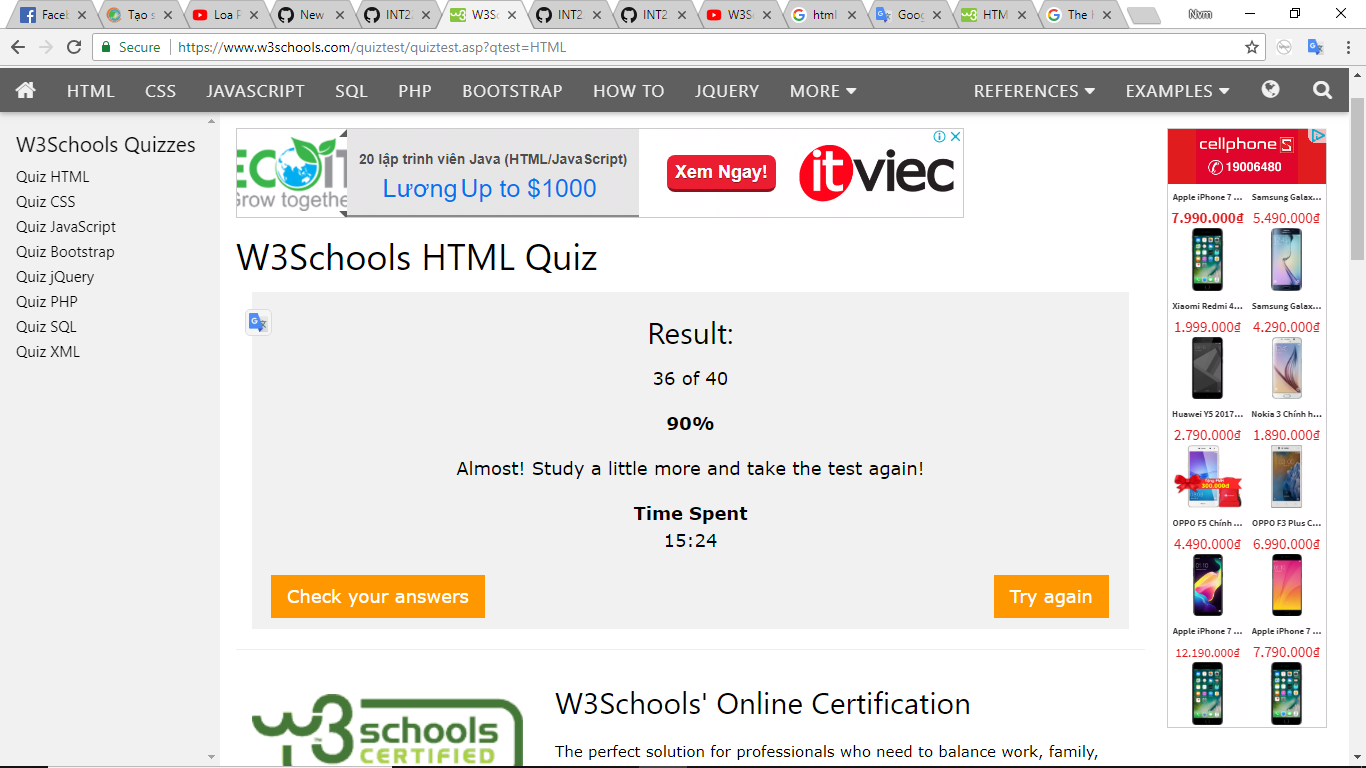 Facel
Tạo s
Loa P
New
INT2
W3Sc
INT2
INT2
W3S
html
Goog
HTM
The
Nvm
Secure https://www.w3schools.com/quiztest/quiztest.asp?qtest=HTML
HTML CSS JAVASCRIPT SQL PHP BOOTSTRAP HOW TO JQUERY MORE REFERENCES EXAMPLES
W3Schools Quizzes
Quiz HTML
Quiz CSS
Quiz JavaScript
Quiz Bootstrap
Quiz jQuery
Quiz PHP
Quiz SQL
Quiz XML
ECOIT
Grow togethe
20 lập trình viên Java (HTML/JavaScript)
Lương Up to $1000
Xem Ngay!
itviec
W3Schools HTML Quiz
Result:
36 of 40
90%
Almost! Study a little more and take the test again!
Time Spent
15:24
Check your answers
Try again
W3schools
CERTIFIED
W3Schools' Online Certification
The perfect solution for professionals who need to balance work, family,
cellphoneS
19006480
Apple iPhone 7 ... Samsung Galax...
7.990.000₫ 5.490.000₫
Xiaomi Redmi 4... Samsung Galax...
1.999.000₫ 4.290.000₫
Huawei Y5 2017... Nokia 3 Chính h...
2.790.000₫ 1.890.000₫
300.000đ
OPPO F5 Chính ... OPPO F3 Plus C...
4.490.000₫ 6.990.000₫
Apple iPhone 7 ... Apple iPhone 7 ...
12.190.000₫ 7.790.000₫